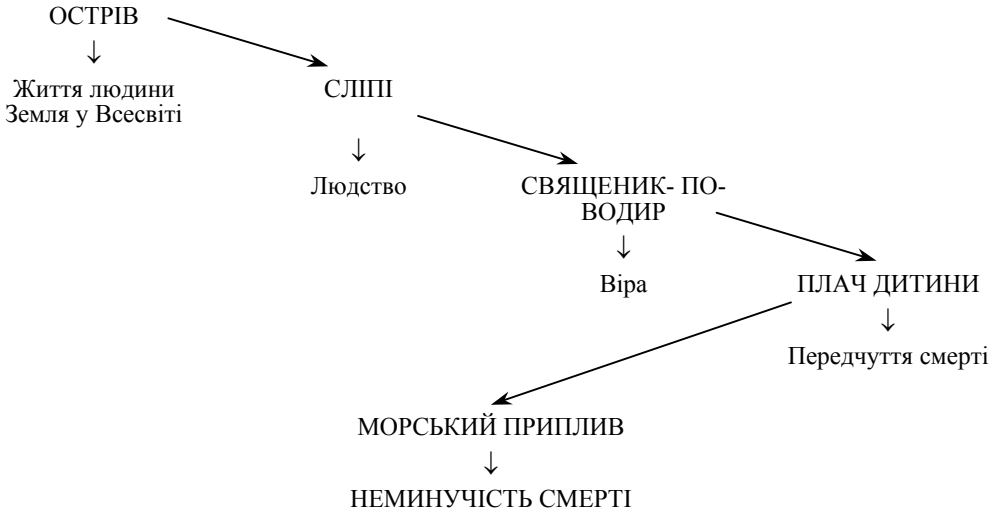 ОСТРІВ
↓
Життя людини
Земля у Всесвіті
СЛІПІ
↓
Людство
СВЯЩЕНИК- ПО-
ВОДИР
↓
Віра
ПЛАЧ ДИТИНИ
↓
Передчуття смерті
МОРСЬКИЙ ПРИПЛИВ
↓
НЕМИНУЧІСТЬ СМЕРТІ